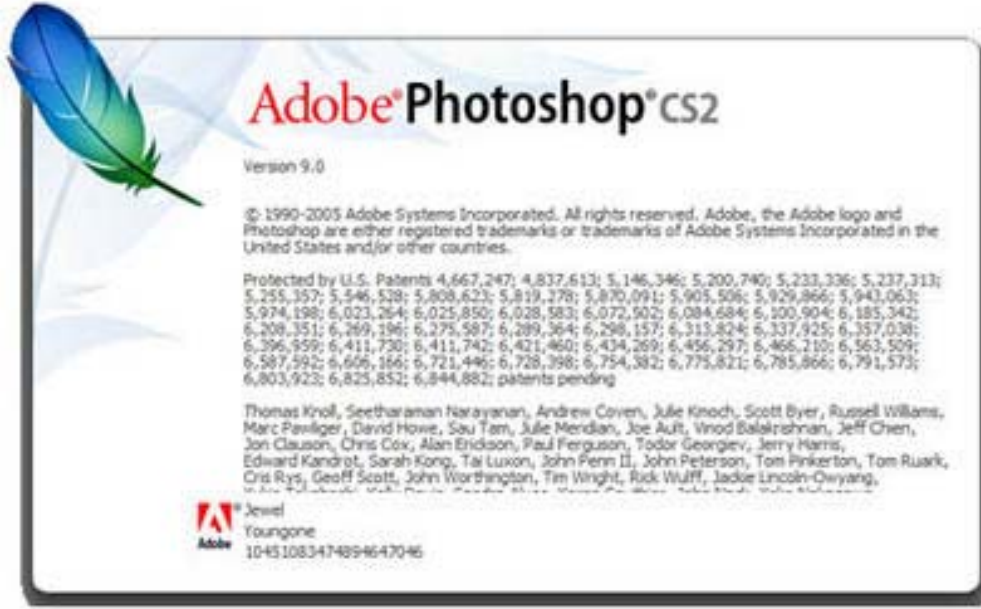 Adobe® Photoshop® CS2
Version 9.0
© 1990-2005 Adobe Systems Incorporated. All rights reserved. Adobe, the Adobe logo and
Photoshop are either registered trademarks or trademarks of Adobe Systems Incorporated in the
United States and/or other countries.
Protected by U.S. Patents 4,667,247; 4,837,613; 5,146,346; 5,200,740; 5,233,336; 5,237,313;
5,255,357; 5,546,528; 5,808,623; 5,819,278; 5,870,091; 5,905,506; 5,929,866; 5,943,063;
5,974,198; 6,023,264; 6,025,850; 6,028,583; 6,072,502; 6,084,684; 6,100,904; 6,185,342;
6,208,351; 6,269,196; 6,275,587; 6,289,364; 6,298,157; 6,313,824; 6,337,925; 6,357,038;
6,396,959; 6,411,730; 6,411,742; 6,421,460; 6,434,269; 6,456,297; 6,466,210; 6,563,509;
6,587,592; 6,606,166; 6,721,446; 6,728,398; 6,754,382; 6,775,821; 6,785,866; 6,791,573;
6,803,923; 6,825,852; 6,844,882; patents pending
Thomas Knoll, Seetharaman Narayanan, Andrew Coven, Julie Kmoch, Scott Byer, Russell Williams,
Marc Pawliger, David Howe, Sau Tam, Julie Meridian, Joe Ault, Vinod Balakrishnan, Jeff Chien,
Jon Clauson, Chris Cox, Alan Erickson, Paul Ferguson, Todor Georgiev, Jerry Harris,
Edward Kandrot, Sarah Kong, Tai Luxon, John Penn II, John Peterson, Tom Pinkerton, Tom Ruark,
Cris Rys, Geoff Scott, John Worthington, Tim Wright, Rick Wulff, Jackie Lincoln-Owyang,
Adobe
Jewel
Youngone
10451083474894647046